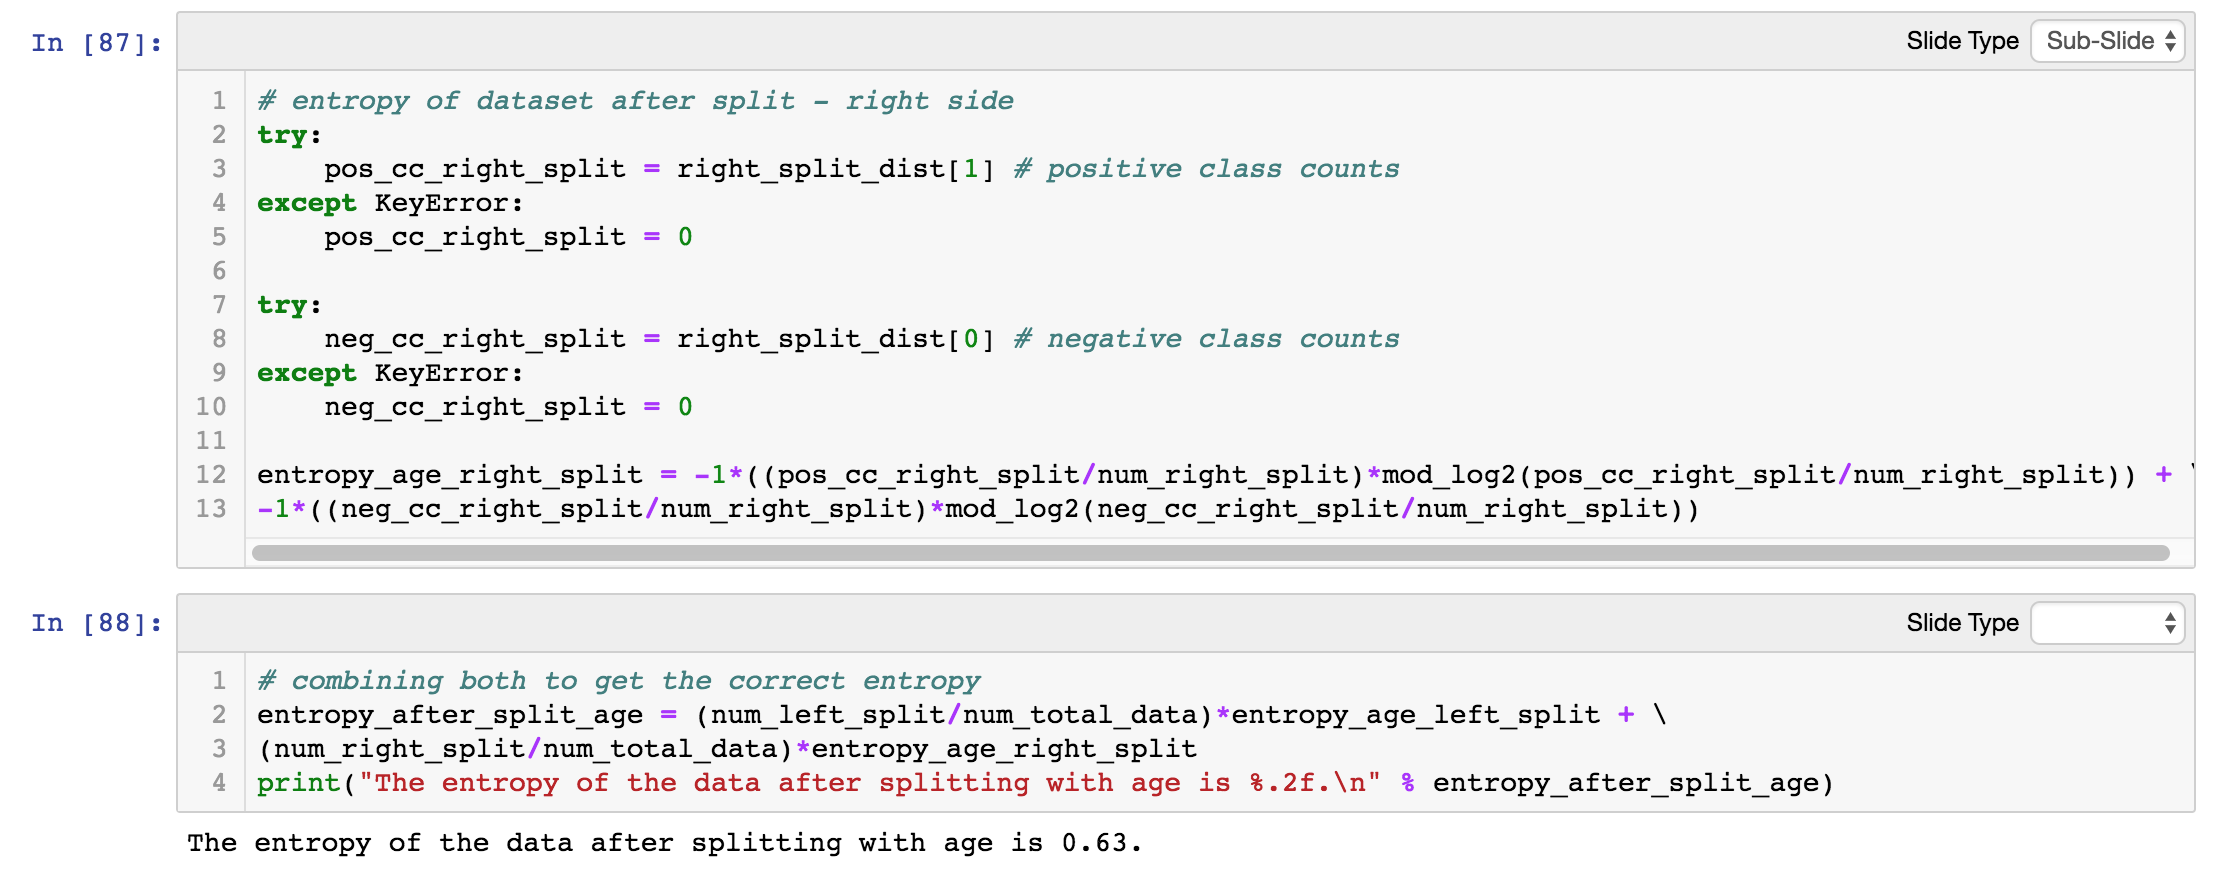 In [87]:
Slide Type Sub-Slide
1 # entropy of dataset after split - right side
2 try:
3     pos_cc_right_split = right_split_dist[1] # positive class counts
4 except KeyError:
5     pos_cc_right_split = 0
6
7 try:
8     neg_cc_right_split = right_split_dist[0] # negative class counts
9 except KeyError:
10     neg_cc_right_split = 0
11
12 entropy_age_right_split = -1*((pos_cc_right_split/num_right_split)*mod_log2(pos_cc_right_split/num_right_split)) + \
13 -1*((neg_cc_right_split/num_right_split)*mod_log2(neg_cc_right_split/num_right_split))
In [88]:
Slide Type
1 # combining both to get the correct entropy
2 entropy_after_split_age = (num_left_split/num_total_data)*entropy_age_left_split + \
3 (num_right_split/num_total_data)*entropy_age_right_split
4 print("The entropy of the data after splitting with age is %.2f.\n" % entropy_after_split_age)
The entropy of the data after splitting with age is 0.63.